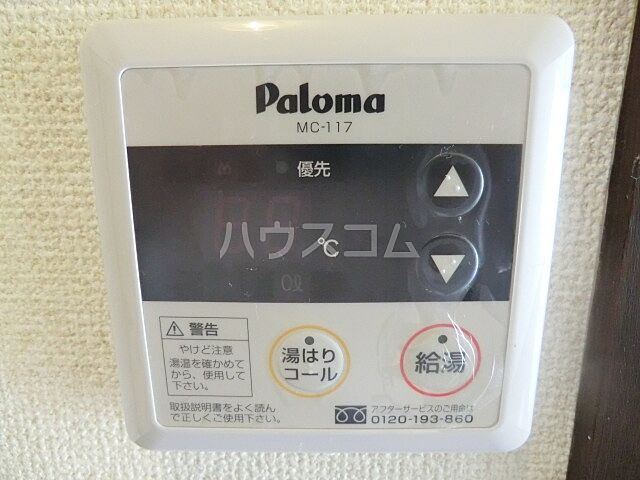 Paloma
MC-117
優先
ハウスコム
℃
0ℓ
▲
▼
警告
やけど注意
湯温を確かめて
から、使用して
下さい。
取扱説明書をよく読ん
で正しくご使用下さい。
湯はり
コール
給湯
アフターサービスのご用命は
0120-193-860